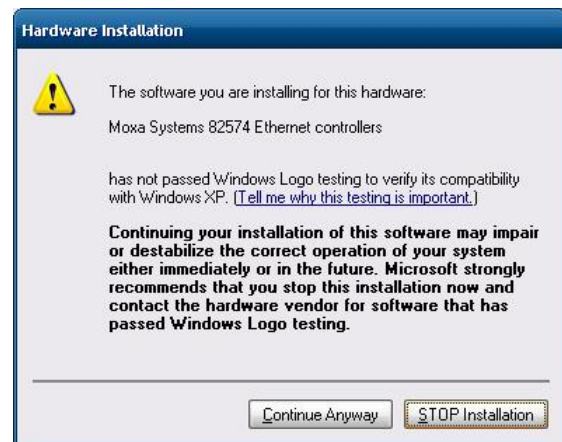 Hardware Installation
The software you are installing for this hardware:
Moxa Systems 82574 Ethernet controllers
has not passed Windows Logo testing to verify its compatibility
with Windows XP. (Tell me why this testing is important.)
Continuing your installation of this software may impair
or destabilize the correct operation of your system
either immediately or in the future. Microsoft strongly
recommends that you stop this installation now and
contact the hardware vendor for software that has
passed Windows Logo testing.
Continue Anyway
STOP Installation